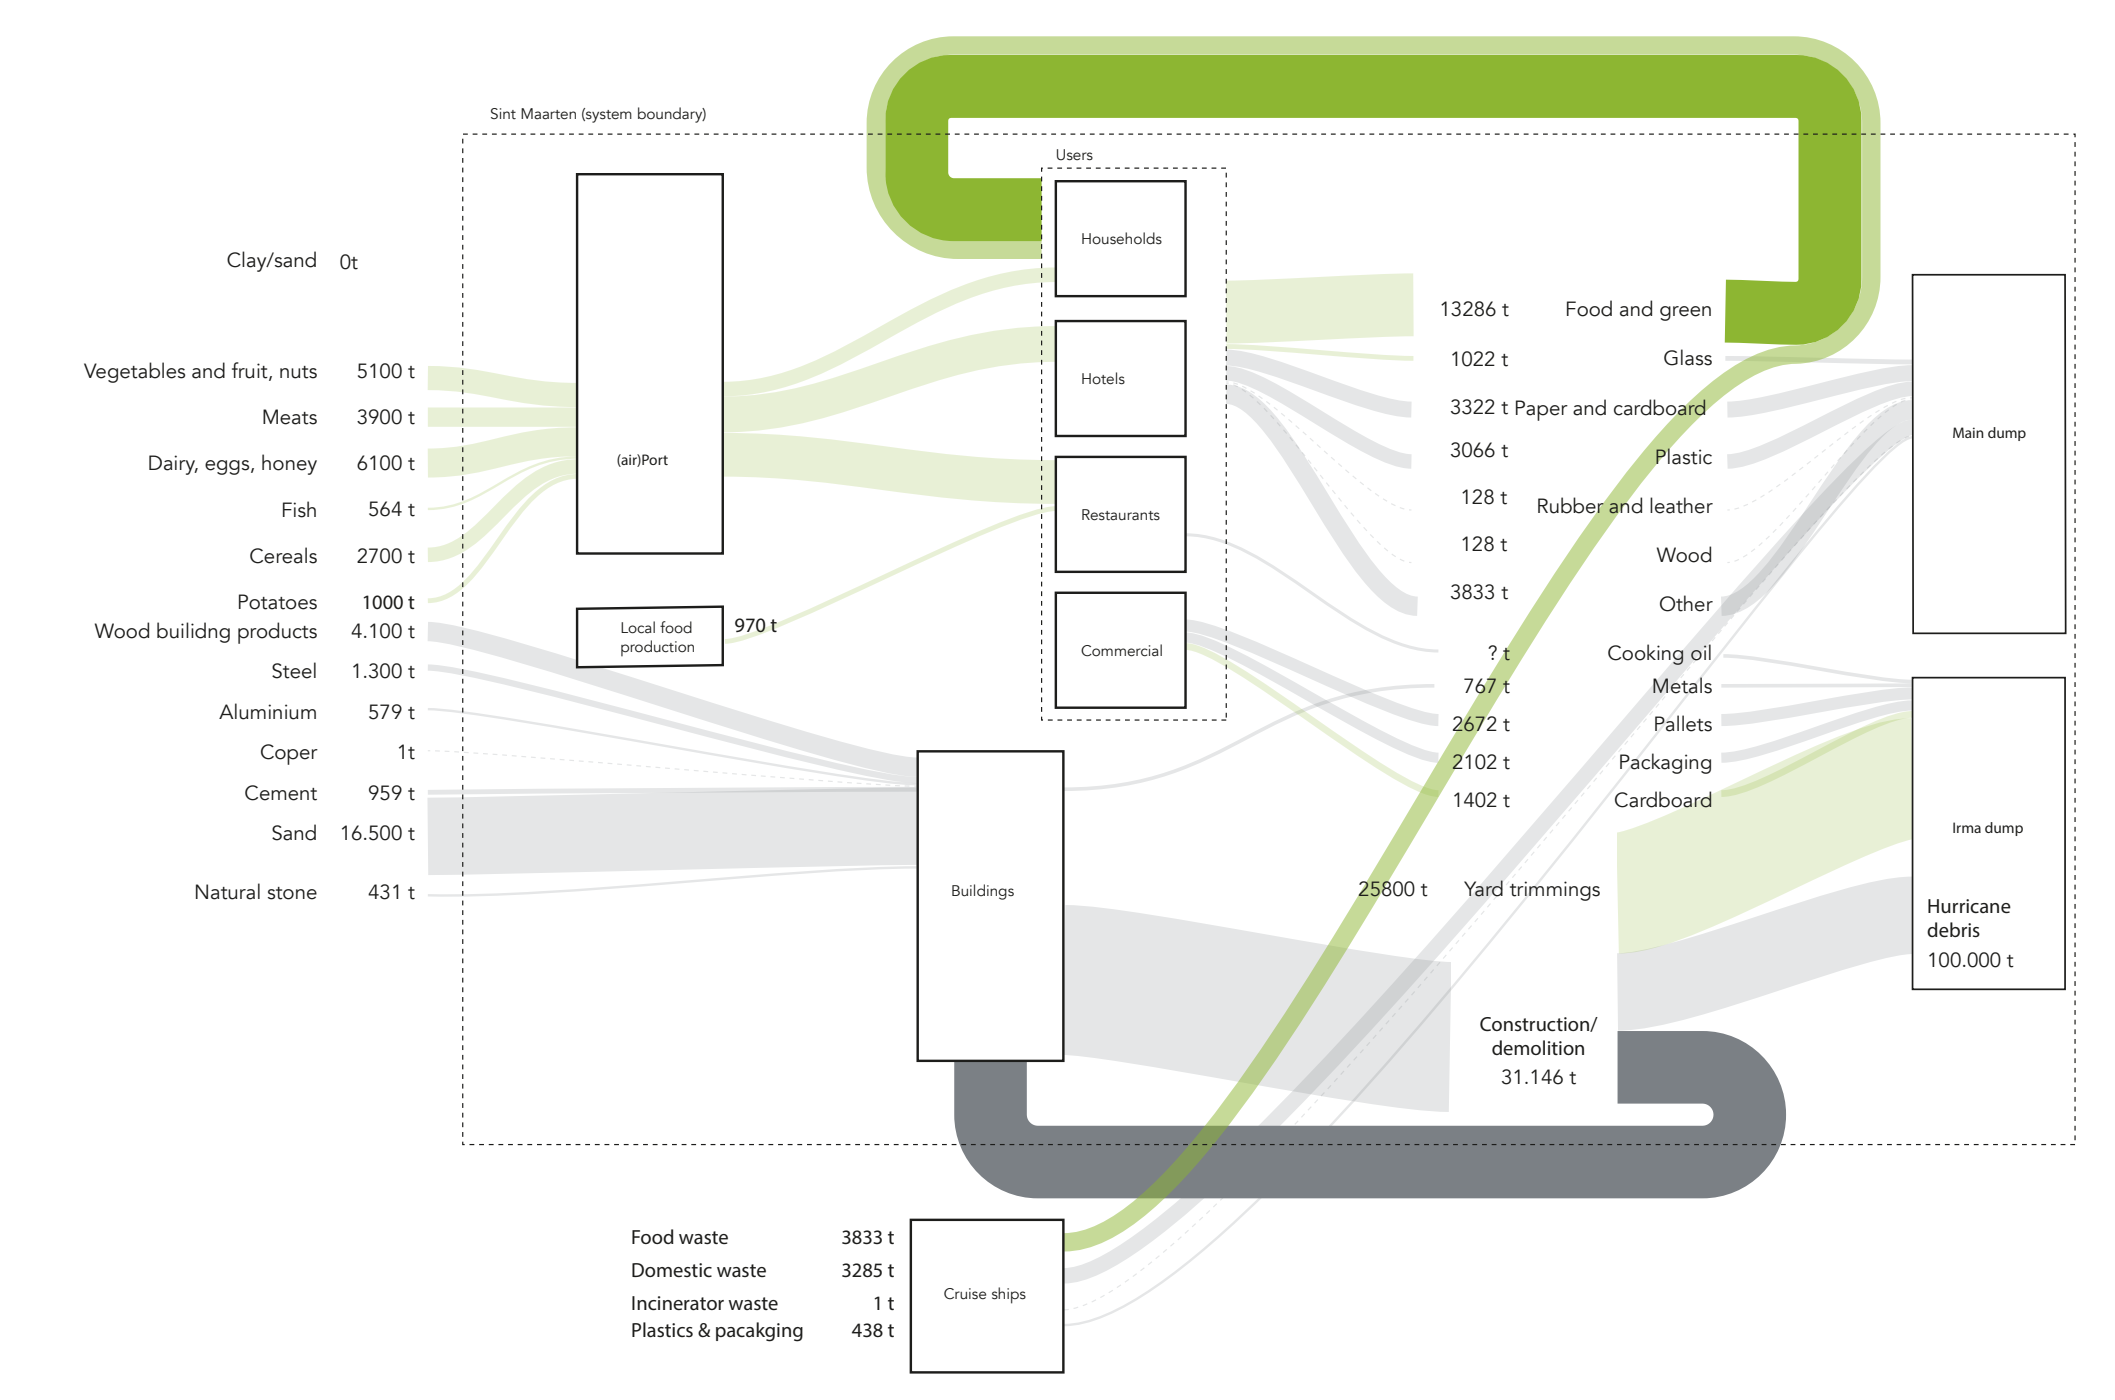 Sint Maarten (system boundary)
Users
Clay/sand 0t
Vegetables and fruit, nuts 5100 t
Meats 3900 t
Dairy, eggs, honey 6100 t
Fish 564 t
Cereals 2700 t
Potatoes 1000 t
Wood builidng products 4.100 t
Steel 1.300 t
Aluminium 579 t
Coper 1t
Cement 959 t
Sand 16.500 t
Natural stone 431 t
(air)Port
Local food
production
970 t
Households
Hotels
Restaurants
Commercial
Buildings
13286 t Food and green
1022 t Glass
3322 t Paper and cardboard
3066 t Plastic
128 t Rubber and leather
128 t Wood
3833 t Other
? t Cooking oil
767 t Metals
2672 t Pallets
2102 t Packaging
1402 t Cardboard
25800 t Yard trimmings
Construction/
demolition
31.146 t
Main dump
Irma dump
Hurricane
debris
100.000 t
Food waste 3833 t
Domestic waste 3285 t
Incinerator waste 1 t
Plastics & pacakging 438 t
Cruise ships